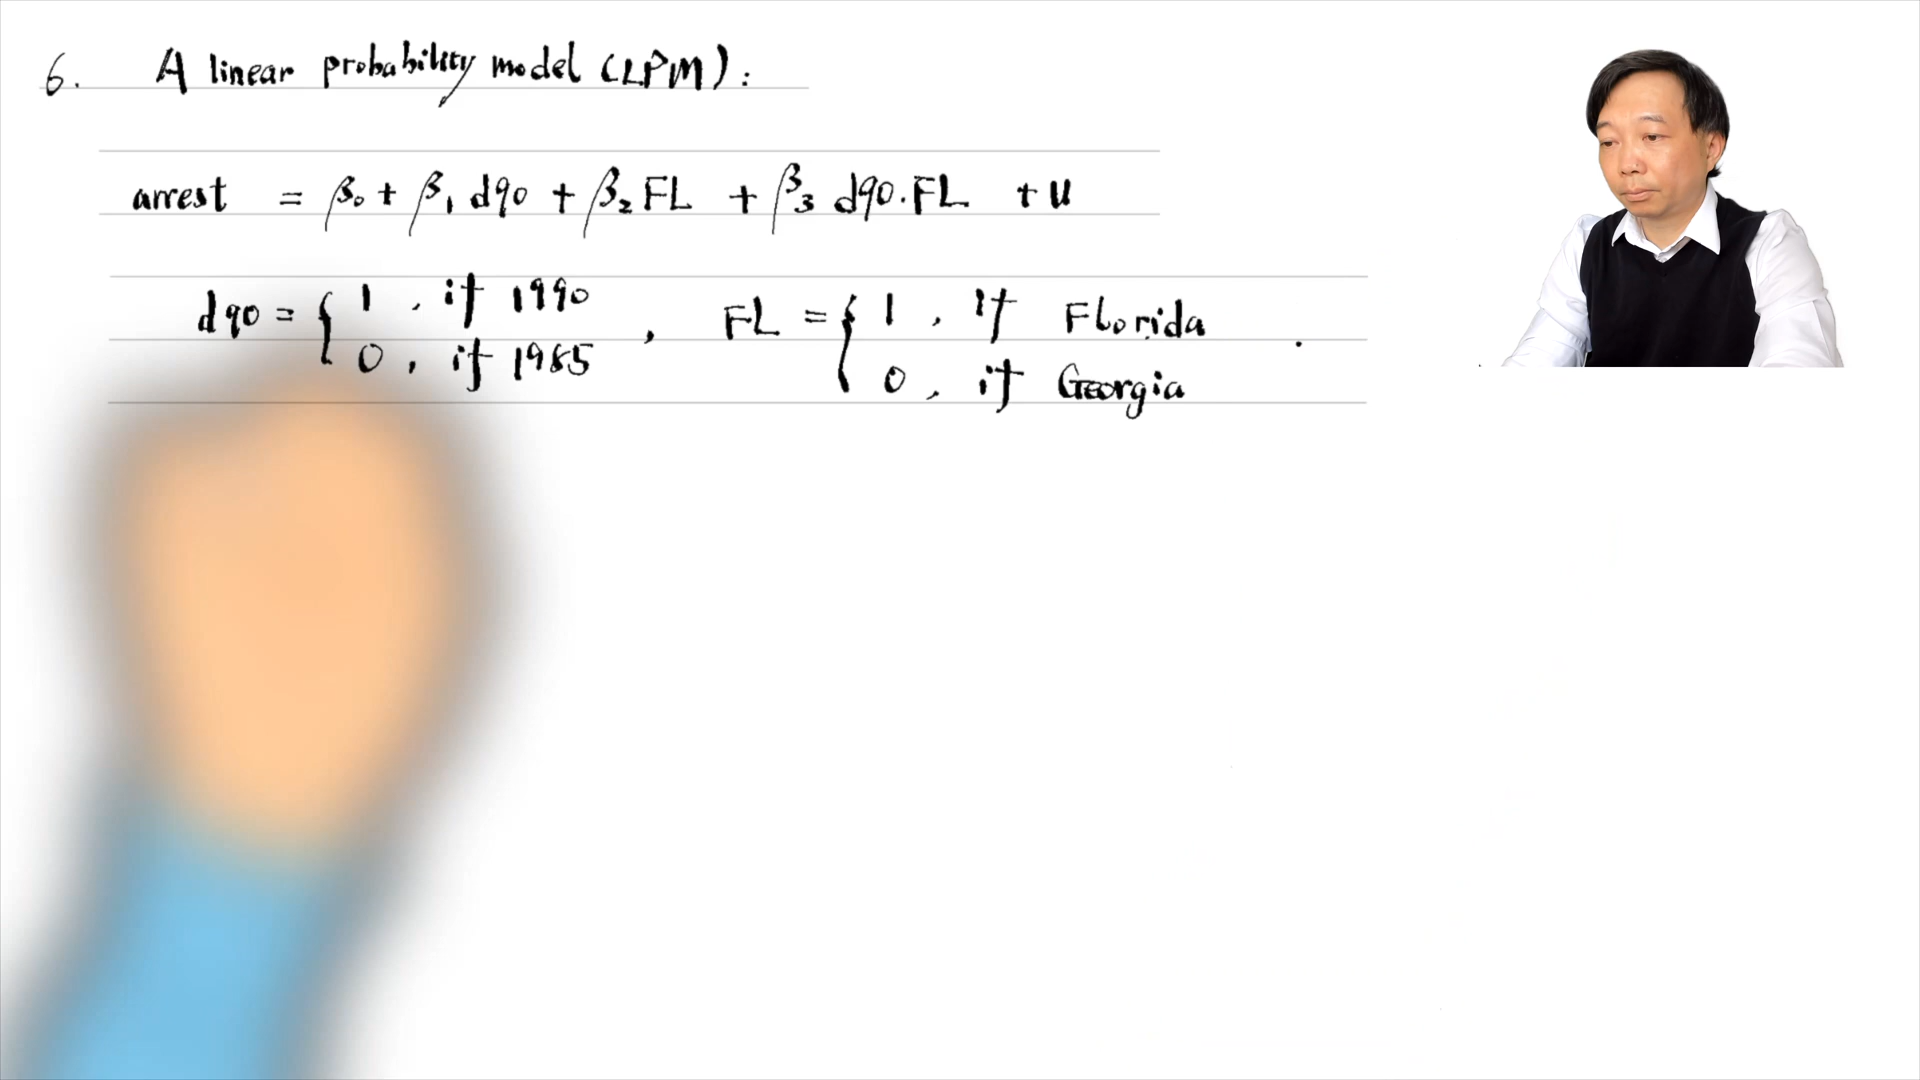 6. A linear probability model (LPM):
arrest = β₀ + β₁ d90 + β₂ FL + β₃ d90.FL + u
d90 = { 1, if 1990
0, if 1985 ,
FL = { 1, if Florida
0, if Georgia .